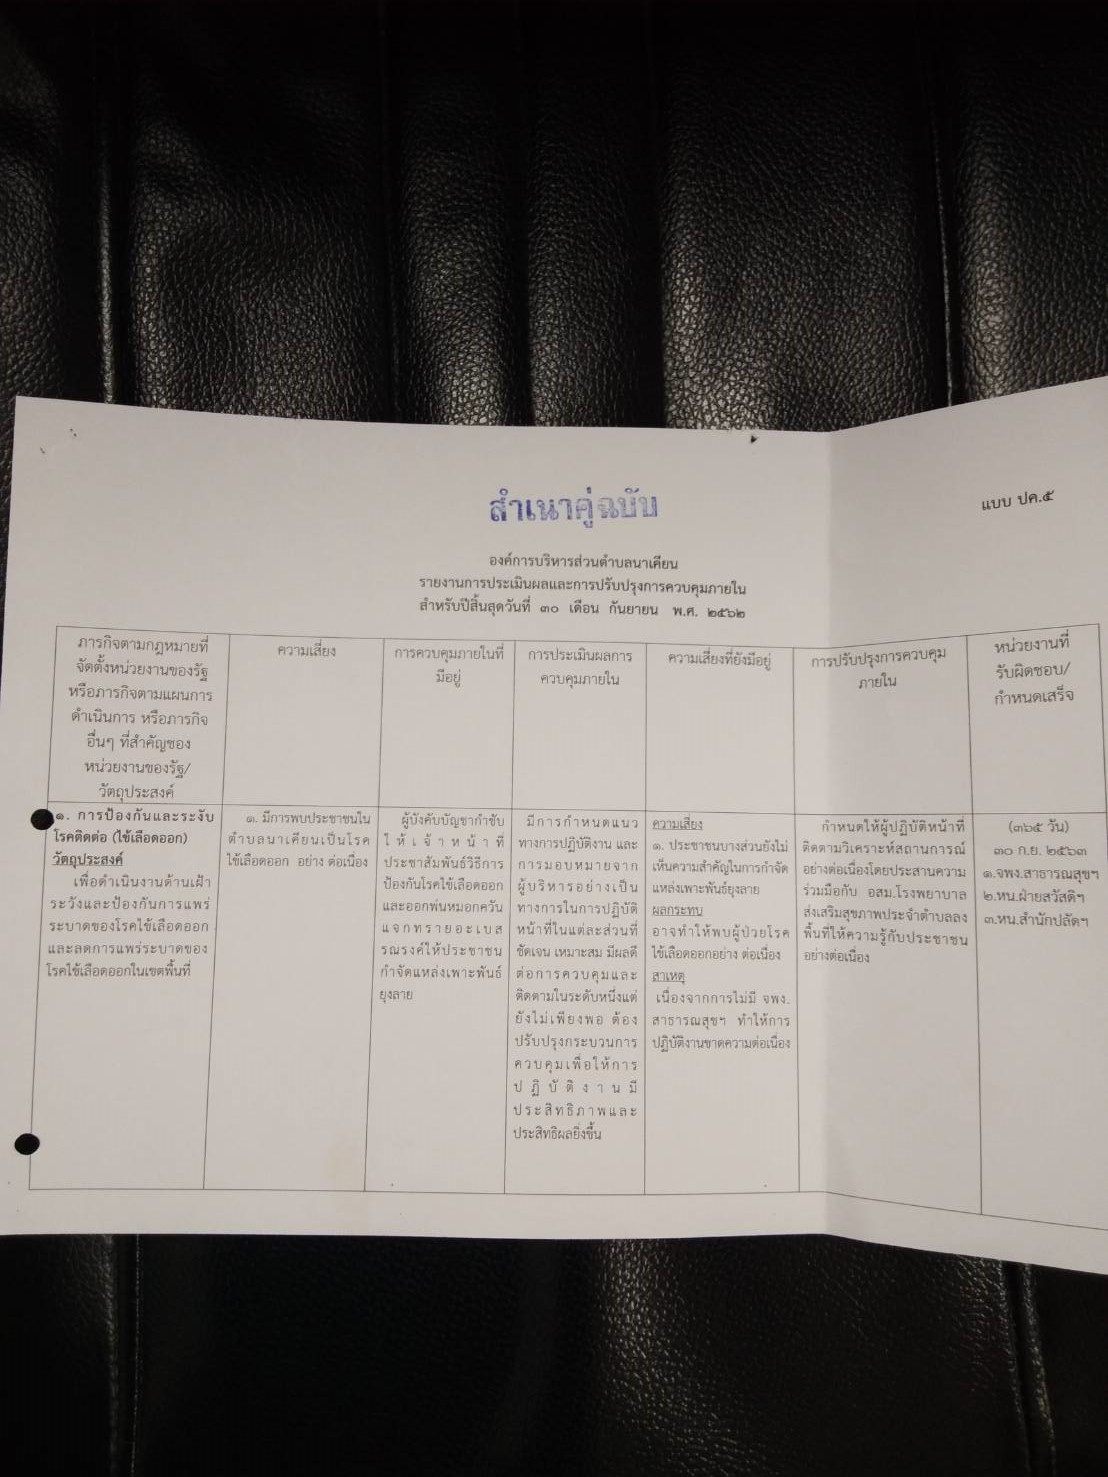 สำเนาคู่ฉบับ
แบบ ปค.๕
องค์การบริหารส่วนตำบลนาเคียน
รายงานการประเมินผลและการปรับปรุงการควบคุมภายใน
สำหรับปีสิ้นสุดวันที่ ๓๐ เดือน กันยายน พ.ศ. ๒๕๖๒
ภารกิจตามกฎหมายที่
จัดตั้งหน่วยงานของรัฐ
หรือภารกิจตามแผนการ
ดำเนินการ หรือภารกิจ
อื่นๆ ที่สำคัญของ
หน่วยงานของรัฐ/
วัตถุประสงค์
ความเสี่ยง
การควบคุมภายในที่
มีอยู่
การประเมินผลการ
ควบคุมภายใน
ความเสี่ยงที่ยังมีอยู่
การปรับปรุงการควบคุม
ภายใน
หน่วยงานที่
รับผิดชอบ/
กำหนดเสร็จ
๑. การป้องกันและระงับ
โรคติดต่อ (ไข้เลือดออก)
วัตถุประสงค์
เพื่อดำเนินงานด้านเฝ้า
ระวังและป้องกันการแพร่
ระบาดของโรคไข้เลือดออก
และลดการแพร่ระบาดของ
โรคไข้เลือดออกในเขตพื้นที่
๑. มีการพบประชาชนใน
ตำบลนาเคียนเป็นโรค
ไข้เลือดออก อย่าง ต่อเนื่อง
ผู้บังคับบัญชากำชับ
ให้เจ้าหน้าที่
ประชาสัมพันธ์วิธีการ
ป้องกันโรคไข้เลือดออก
และออกพ่นหมอกควัน
แจกทรายอะเบส
รณรงค์ให้ประชาชน
กำจัดแหล่งเพาะพันธ์
ยุงลาย
มีการกำหนดแนว
ทางการปฏิบัติงาน และ
การมอบหมายจาก
ผู้บริหารอย่างเป็น
ทางการในการปฏิบัติ
หน้าที่ในแต่ละส่วนที่
ชัดเจน เหมาะสม มีผลดี
ต่อการควบคุมและ
ติดตามในระดับหนึ่งแต่
ยังไม่เพียงพอ ต้อง
ปรับปรุงกระบวนการ
ควบคุมเพื่อให้การ
ปฏิบัติงานมี
ประสิทธิภาพและ
ประสิทธิผลยิ่งขึ้น
ความเสี่ยง
๑. ประชาชนบางส่วนยังไม่
เห็นความสำคัญในการกำจัด
แหล่งเพาะพันธ์ยุงลาย
ผลกระทบ
อาจทำให้พบผู้ป่วยโรค
ไข้เลือดออกอย่าง ต่อเนื่อง
สาเหตุ
เนื่องจากการไม่มี จพง.
สาธารณสุขฯ ทำให้การ
ปฏิบัติงานขาดความต่อเนื่อง
กำหนดให้ผู้ปฏิบัติหน้าที่
ติดตามวิเคราะห์สถานการณ์
อย่างต่อเนื่องโดยประสานความ
ร่วมมือกับ อสม.โรงพยาบาล
ส่งเสริมสุขภาพประจำตำบลลง
พื้นที่ให้ความรู้กับประชาชน
อย่างต่อเนื่อง
(๓๖๕ วัน)
๓๐ ก.ย. ๒๕๖๓
๑.จพง.สาธารณสุขฯ
๒.หน.ฝ่ายสวัสดิฯ
๓.หน.สำนักปลัดฯ